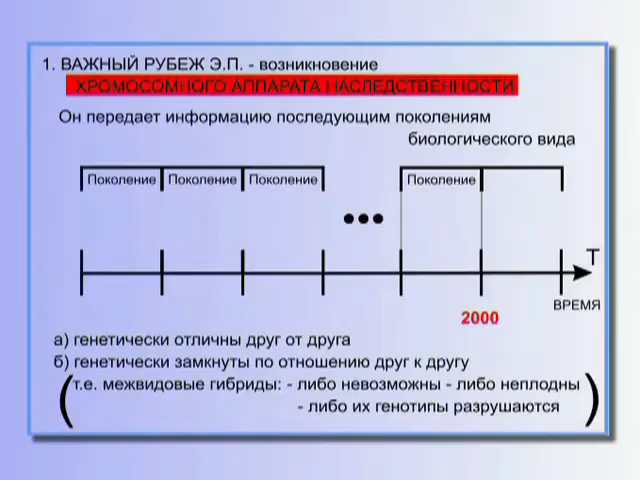 1. ВАЖНЫЙ РУБЕЖ Э.П. - возникновение
ХРОМОСОМНОГО АППАРАТА НАСЛЕДСТВЕННОСТИ
Он передает информацию последующим поколениям
биологического вида
Поколение Поколение Поколение Поколение
•••
T
ВРЕМЯ
2000
а) генетически отличны друг от друга
б) генетически замкнуты по отношению друг к другу
(т.е. межвидовые гибриды: - либо невозможны - либо неплодны
- либо их генотипы разрушаются)